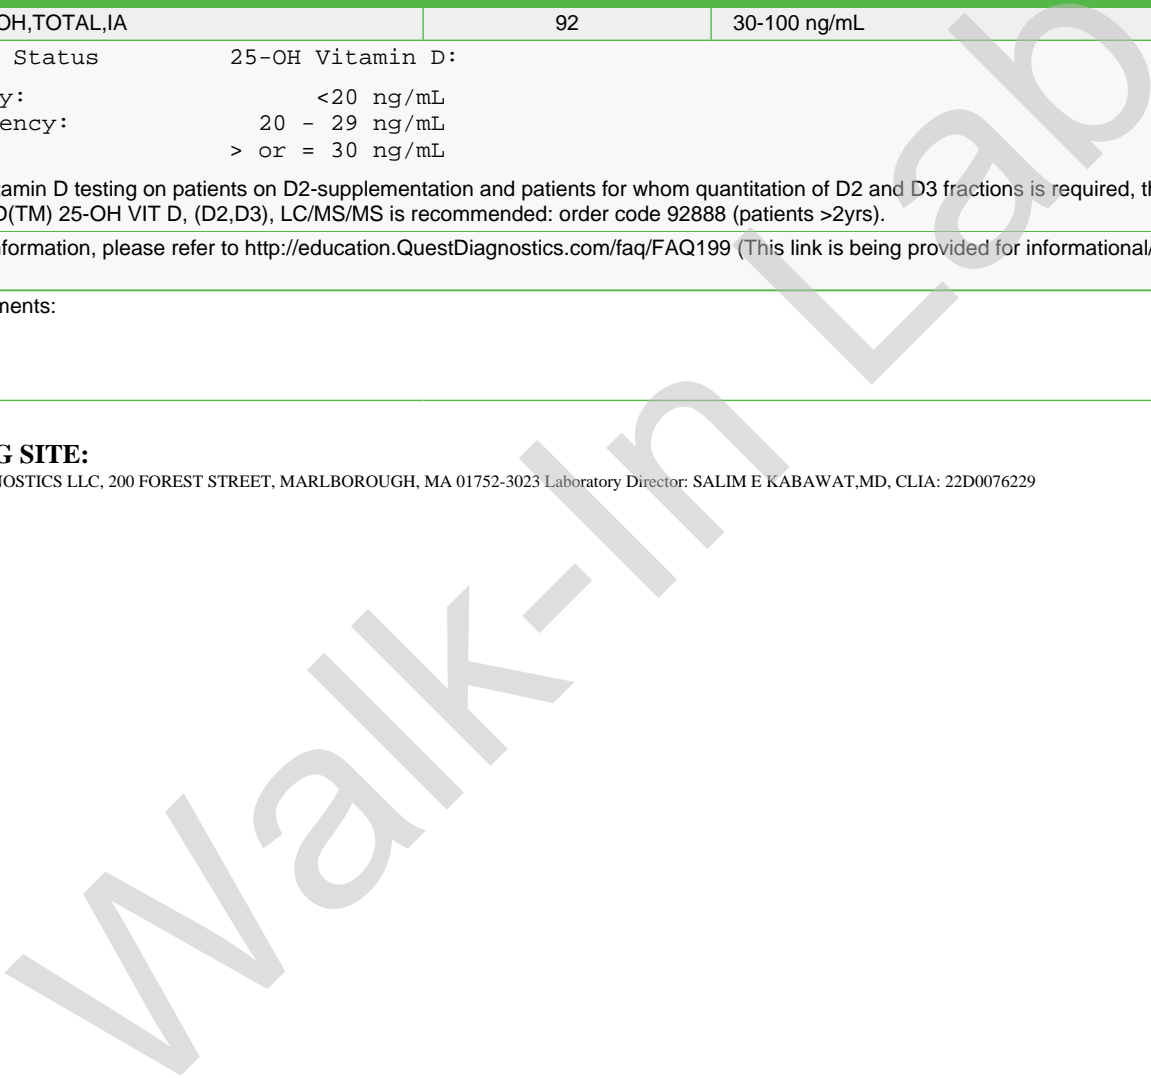 OH,TOTAL,IA 92 30-100 ng/mL
Status 25-OH Vitamin D:
y: <20 ng/mL
ency: 20 - 29 ng/mL
> or = 30 ng/mL
tamin D testing on patients on D2-supplementation and patients for whom quantitation of D2 and D3 fractions is required, th
D(TM) 25-OH VIT D, (D2,D3), LC/MS/MS is recommended: order code 92888 (patients >2yrs).
nformation, please refer to http://education.QuestDiagnostics.com/faq/FAQ199 (This link is being provided for informational/
ments:
G SITE:
NOSTICS LLC, 200 FOREST STREET, MARLBOROUGH, MA 01752-3023 Laboratory Director: SALIM E KABAWAT,MD, CLIA: 22D0076229
Walk-In Lab